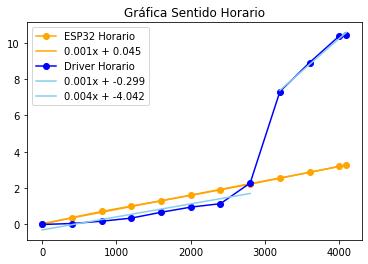 Gráfica Sentido Horario
ESP32 Horario
0.001x + 0.045
Driver Horario
0.001x + -0.299
0.004x + -4.042
10
8
6
4
2
0
0
1000
2000
3000
4000